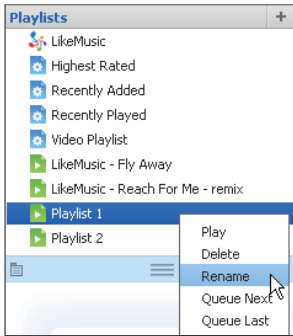 Playlists +
LikeMusic
Highest Rated
Recently Added
Recently Played
Video Playlist
LikeMusic - Fly Away
LikeMusic - Reach For Me - remix
Playlist 1
Playlist 2
Play
Delete
Rename
Queue Next
Queue Last